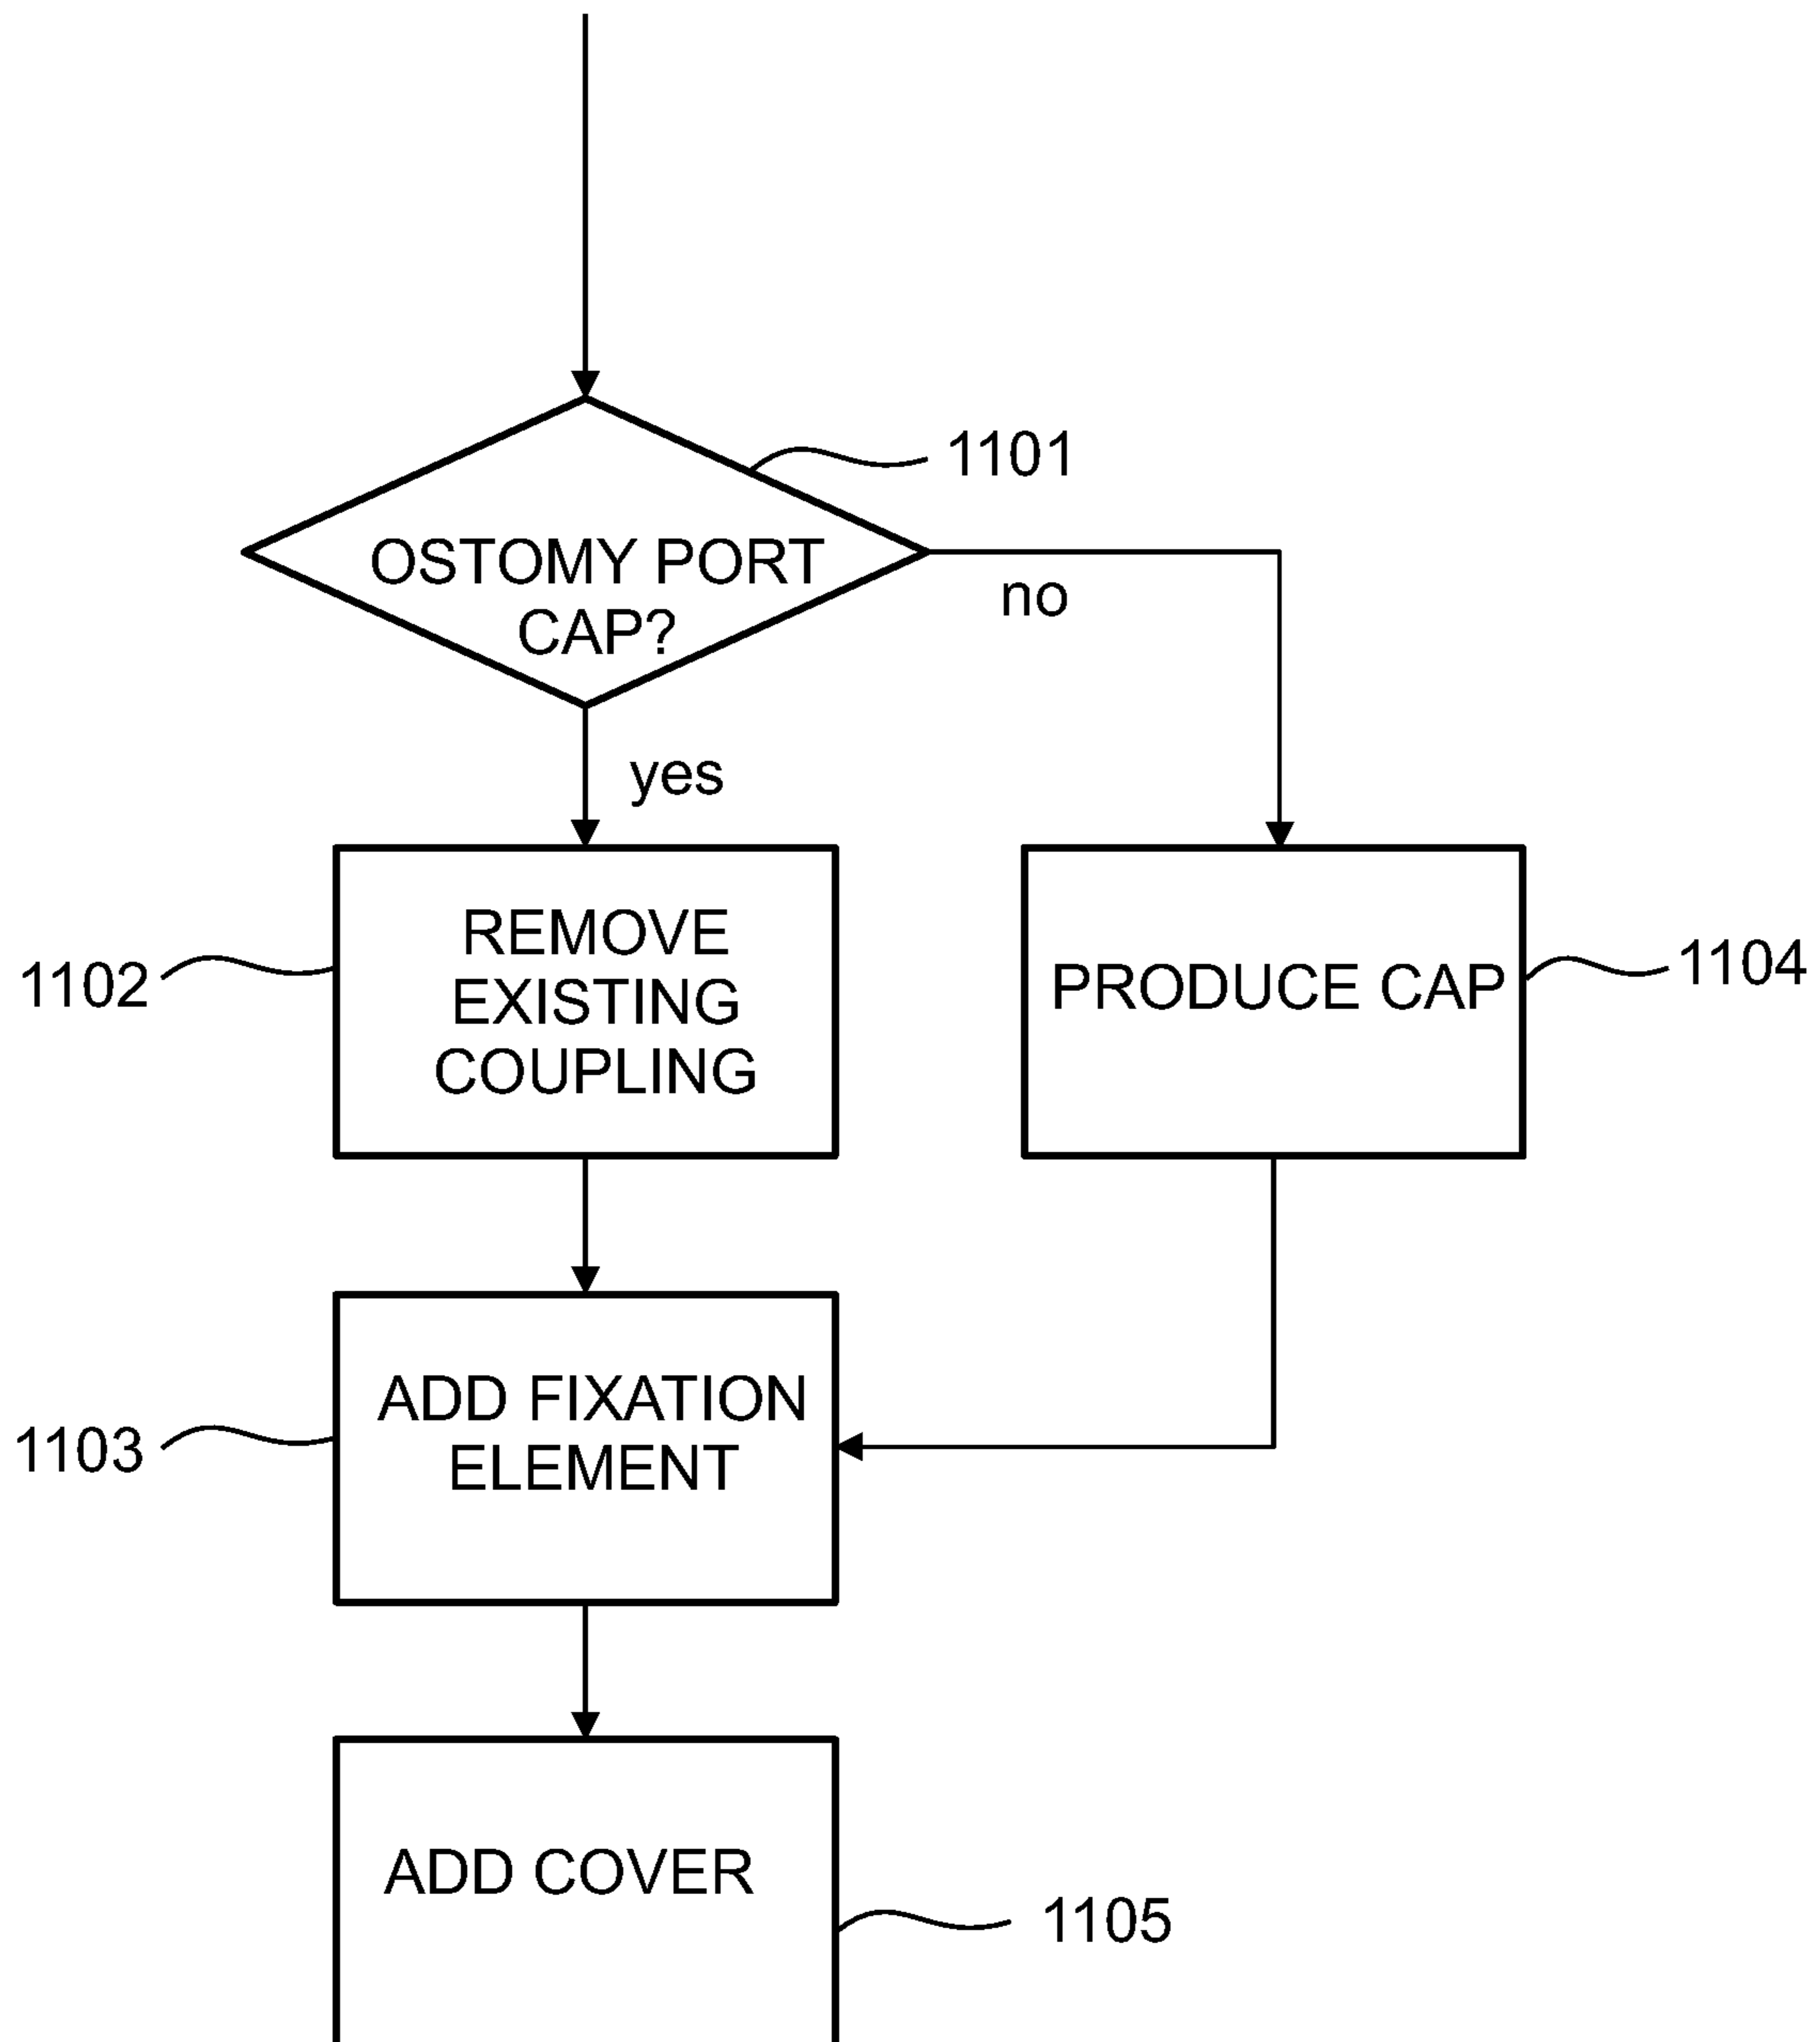 1101
OSTOMY PORT
CAP?
no
yes
REMOVE
EXISTING
COUPLING
1102
PRODUCE CAP
1104
ADD FIXATION
ELEMENT
1103
ADD COVER
1105